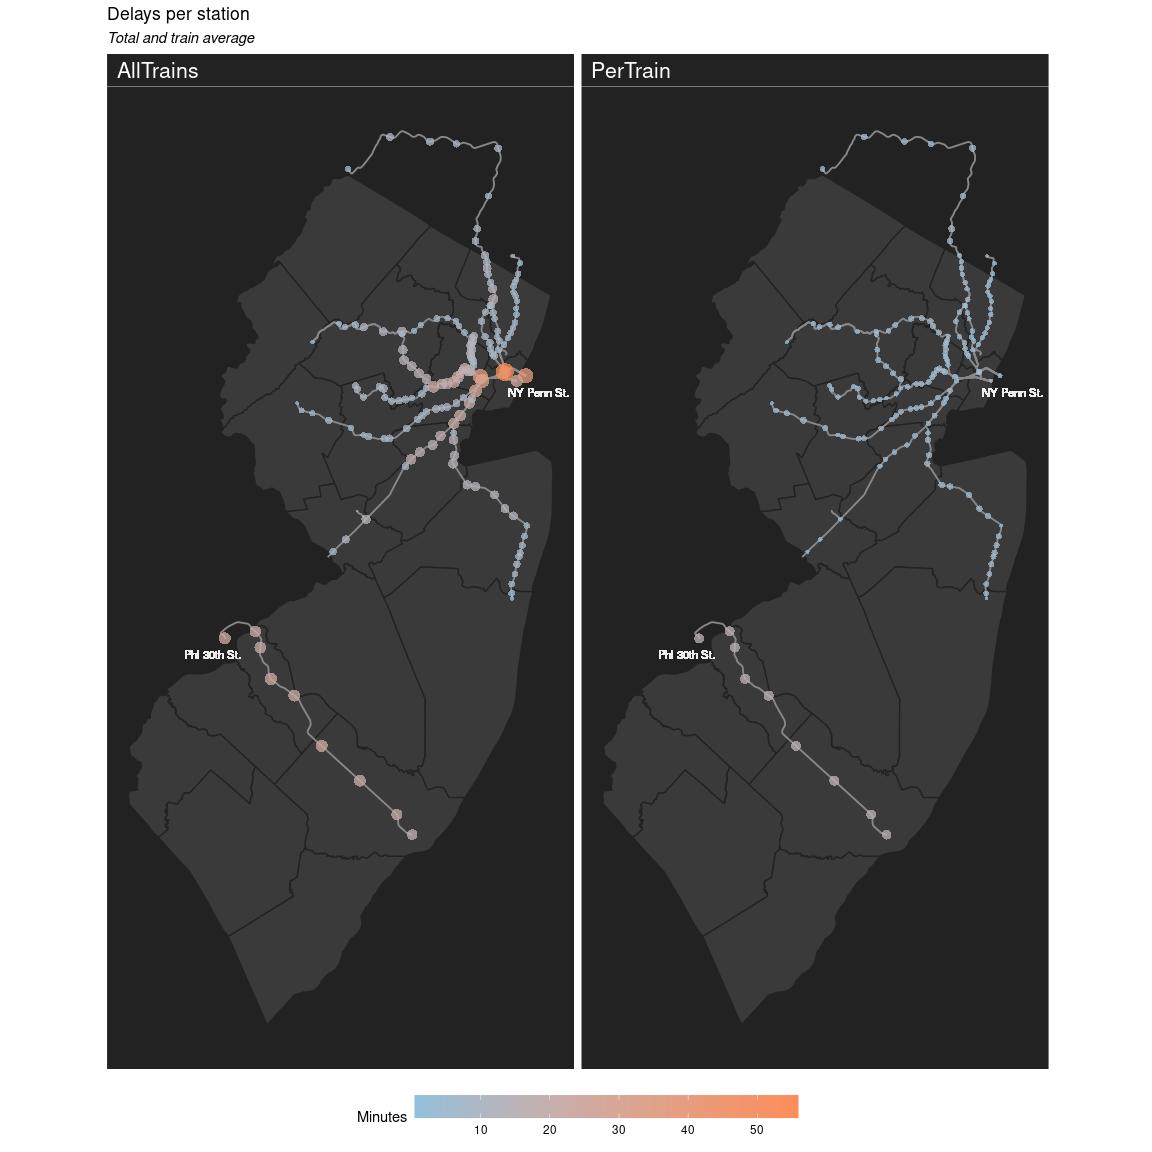 Delays per station
Total and train average
AllTrains
PerTrain
NY Penn St.
NY Penn St.
Phl 30th St.
Phl 30th St.
Minutes
10
20
30
40
50